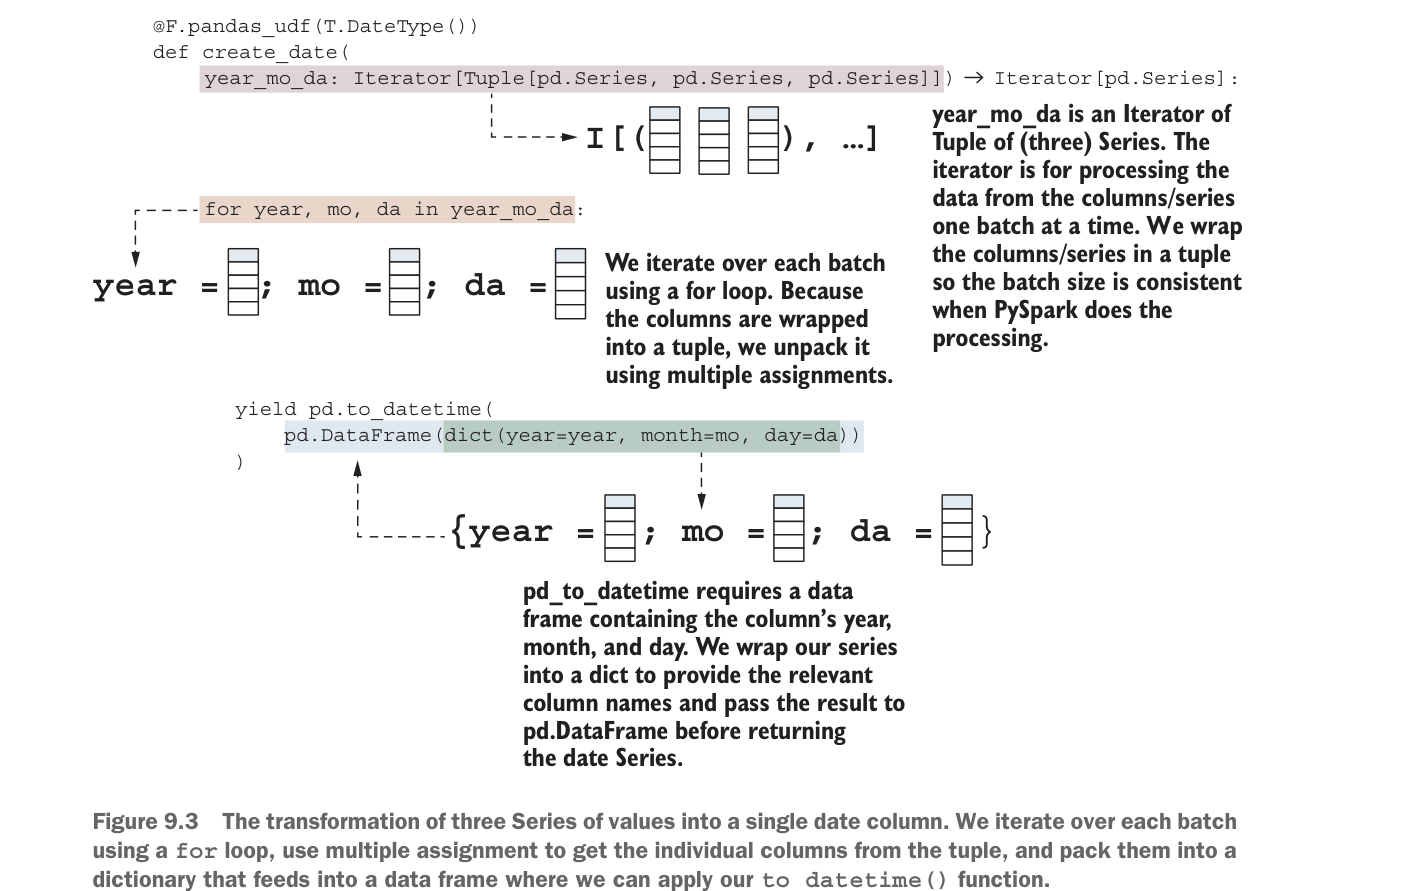 @F.pandas_udf(T.DateType())
def create_date(
year_mo_da: Iterator[Tuple[pd.Series, pd.Series, pd.Series]]) → Iterator[pd.Series]:
I[( ), …]
year_mo_da is an Iterator of
Tuple of (three) Series. The
iterator is for processing the
data from the columns/series
one batch at a time. We wrap
the columns/series in a tuple
so the batch size is consistent
when PySpark does the
processing.
for year, mo, da in year_mo_da:
year = ; mo = ; da =
We iterate over each batch
using a for loop. Because
the columns are wrapped
into a tuple, we unpack it
using multiple assignments.
yield pd.to_datetime(
pd.DataFrame(dict(year=year, month=mo, day=da))
)
{year = ; mo = ; da = }
pd_to_datetime requires a data
frame containing the column’s year,
month, and day. We wrap our series
into a dict to provide the relevant
column names and pass the result to
pd.DataFrame before returning
the date Series.
Figure 9.3 The transformation of three Series of values into a single date column. We iterate over each batch
using a for loop, use multiple assignment to get the individual columns from the tuple, and pack them into a
dictionary that feeds into a data frame where we can apply our to datetime() function.